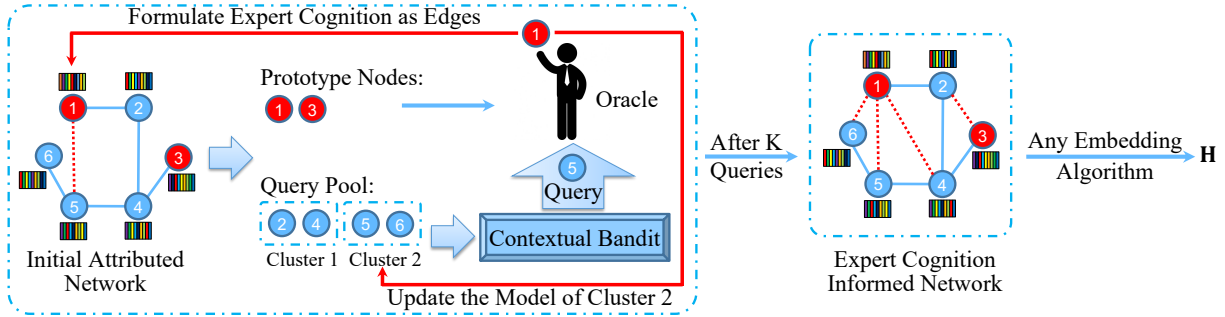 Formulate Expert Cognition as Edges
1
1
2
6
3
5
4
Initial Attributed
Network
Prototype Nodes:
1 3
Oracle
Query Pool:
2 4 5 6
Cluster 1 Cluster 2
5
Query
Contextual Bandit
Update the Model of Cluster 2
After K
Queries
1
2
6
3
5
4
Expert Cognition
Informed Network
Any Embedding
Algorithm
H